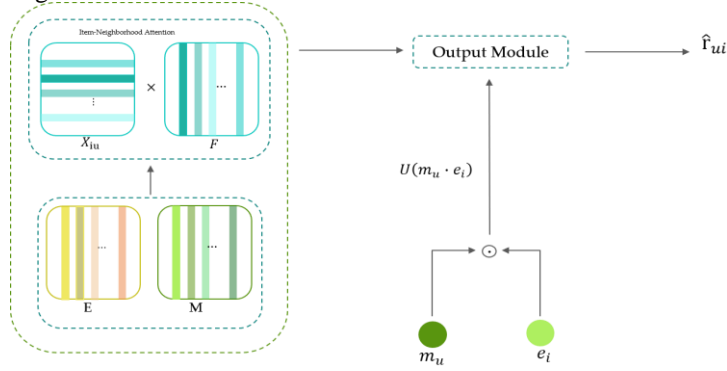 Item-Neighborhood Attention
× ...
⋮
X_iu F
... ...
E M
Output Module
r̂_ui
U(m_u · e_i)
⊙
m_u e_i